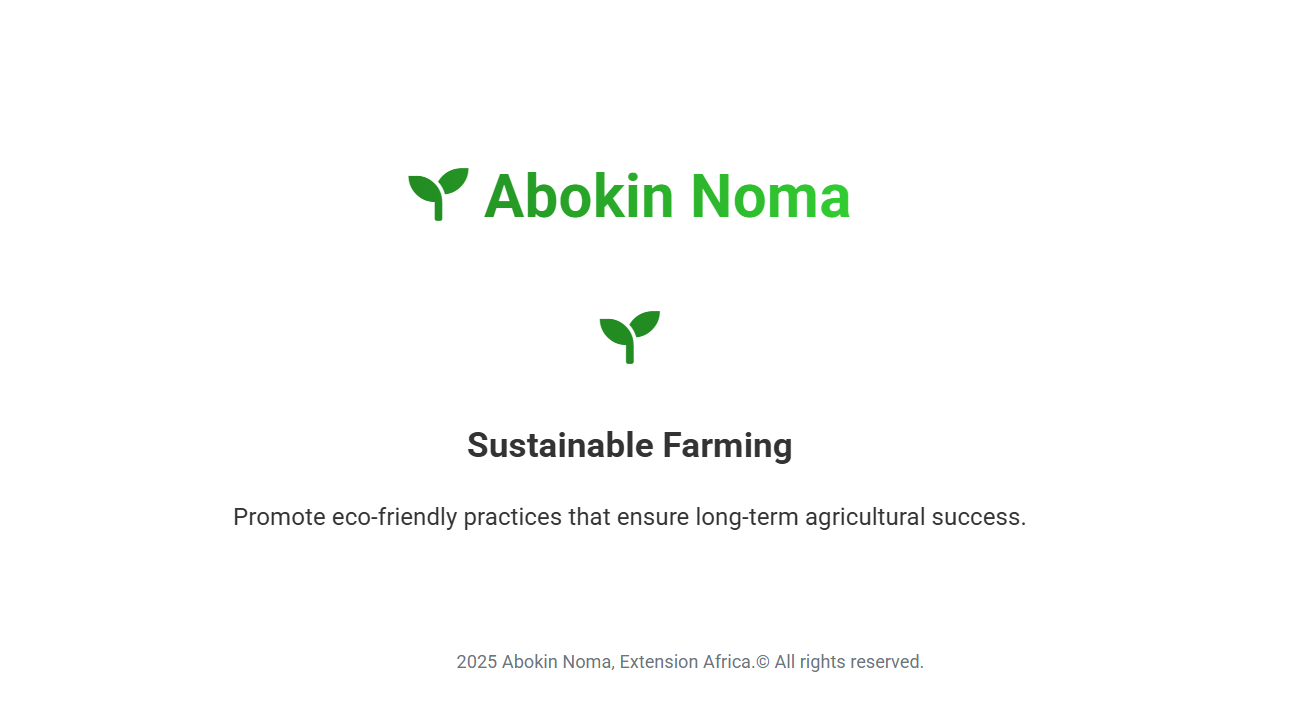 Abokin Noma
Sustainable Farming
Promote eco-friendly practices that ensure long-term agricultural success.
2025 Abokin Noma, Extension Africa.© All rights reserved.